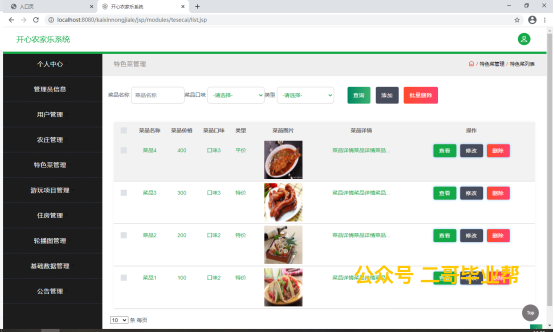 入口页
开心农家乐系统
localhost:8080/kaixinnongjiale/jsp/modules/tesecai/list.jsp
开心农家乐系统
个人中心
管理员信息
用户管理
农庄管理
特色菜管理
游玩项目管理
住房管理
轮播图管理
基础数据管理
公告管理
特色菜管理
/ 特色菜管理 / 特色菜列表
菜品名称 菜品名称 菜品口味 -请选择- 类型 -请选择- 查询 添加 批量删除
菜品名称 菜品价格 菜品口味 类型 菜品图片 菜品详情 操作
菜品4 400 口味3 平价 菜品详情菜品详情菜品... 查看 修改 删除
菜品3 300 口味3 特价 菜品详情菜品详情菜品... 查看 修改 删除
菜品2 200 口味2 特价 菜品详情菜品详情菜品... 查看 修改 删除
菜品1 100 口味2 特价 菜品详情菜品详情菜品...
公众号 二哥毕业帮
10 条 每页
Top